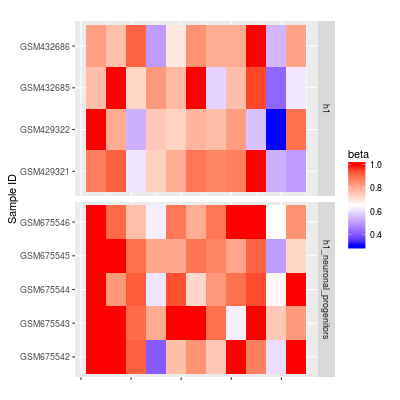 GSM432686
GSM432685
GSM429322
GSM429321
h1
Sample ID
GSM675546
GSM675545
GSM675544
GSM675543
GSM675542
h1_neuronal_progenitors
beta
1.0
0.8
0.6
0.4